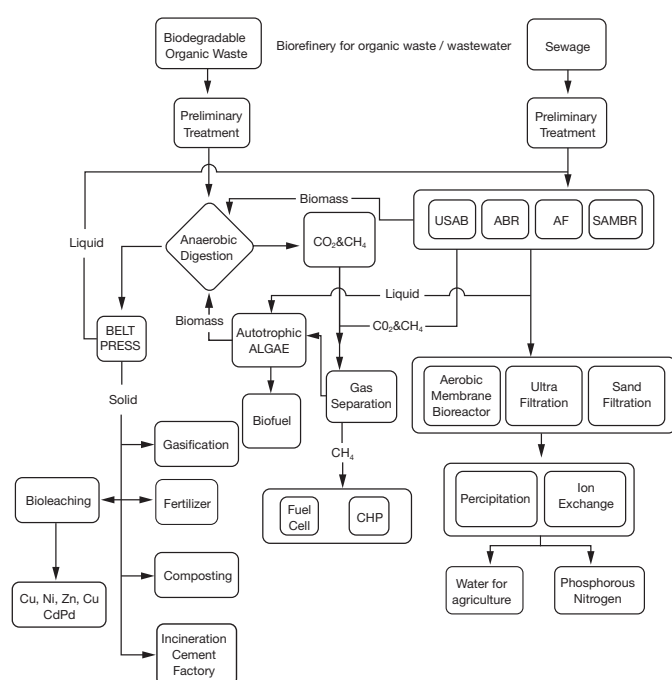 Biodegradable
Organic Waste
Biorefinery for organic waste / wastewater
Sewage
Preliminary
Treatment
Preliminary
Treatment
Biomass
USAB
ABR
AF
SAMBR
Liquid
Anaerobic
Digestion
CO₂&CH₄
Liquid
C0₂&CH₄
Biomass
BELT
PRESS
Autotrophic
ALGAE
Gas
Separation
Aerobic
Membrane
Bioreactor
Ultra
Filtration
Sand
Filtration
Solid
Biofuel
Gasification
CH₄
Bioleaching
Fertilizer
Fuel
Cell
CHP
Percipitation
Ion
Exchange
Composting
Water for
agriculture
Phosphorous
Nitrogen
Cu, Ni, Zn, Cu
CdPd
Incineration
Cement
Factory